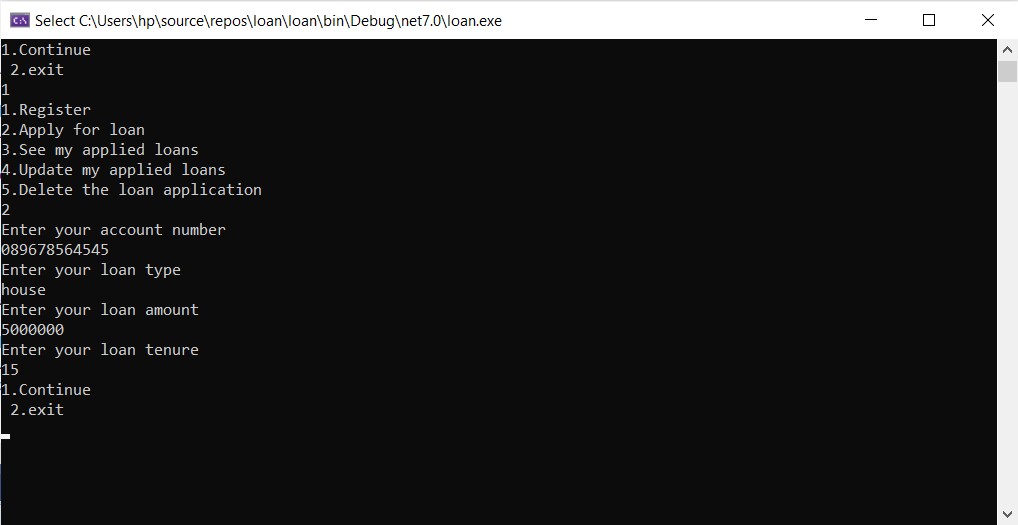 Select C:\Users\hp\source\repos\loan\loan\bin\Debug\net7.0\loan.exe
1.Continue
 2.exit
1
1.Register
2.Apply for loan
3.See my applied loans
4.Update my applied loans
5.Delete the loan application
2
Enter your account number
089678564545
Enter your loan type
house
Enter your loan amount
5000000
Enter your loan tenure
15
1.Continue
 2.exit